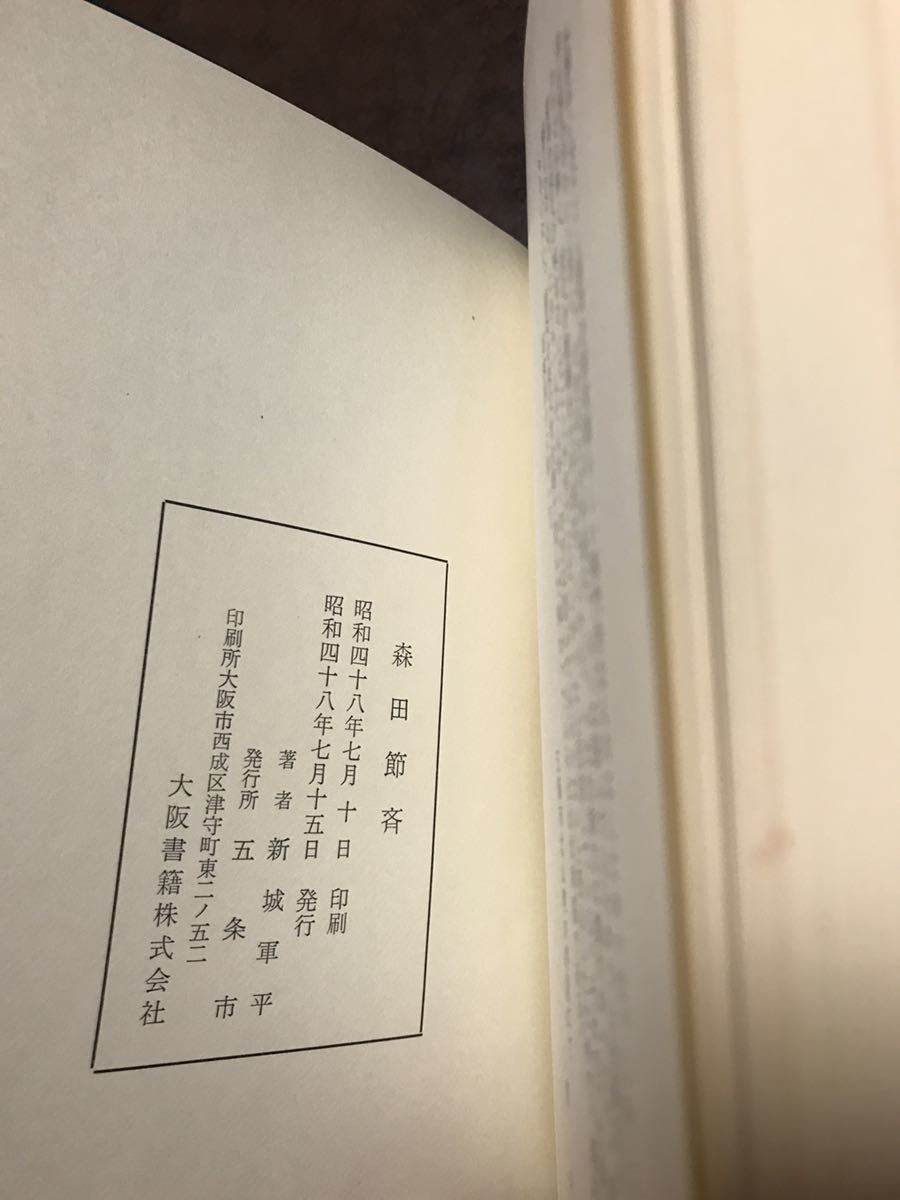 森田節斉
昭和四十八年七月十日 印刷
昭和四十八年七月十五日 発行
著者 新城軍平
発行所 五条市
印刷所大阪市西成区津守町東二ノ五二
大阪書籍株式会社